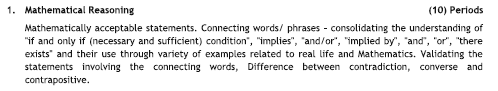 1. Mathematical Reasoning (10) Periods
Mathematically acceptable statements. Connecting words/ phrases - consolidating the understanding of
"if and only if (necessary and sufficient) condition", "implies", "and/or", "implied by", "and", "or", "there
exists" and their use through variety of examples related to real life and Mathematics. Validating the
statements involving the connecting words, Difference between contradiction, converse and
contrapositive.